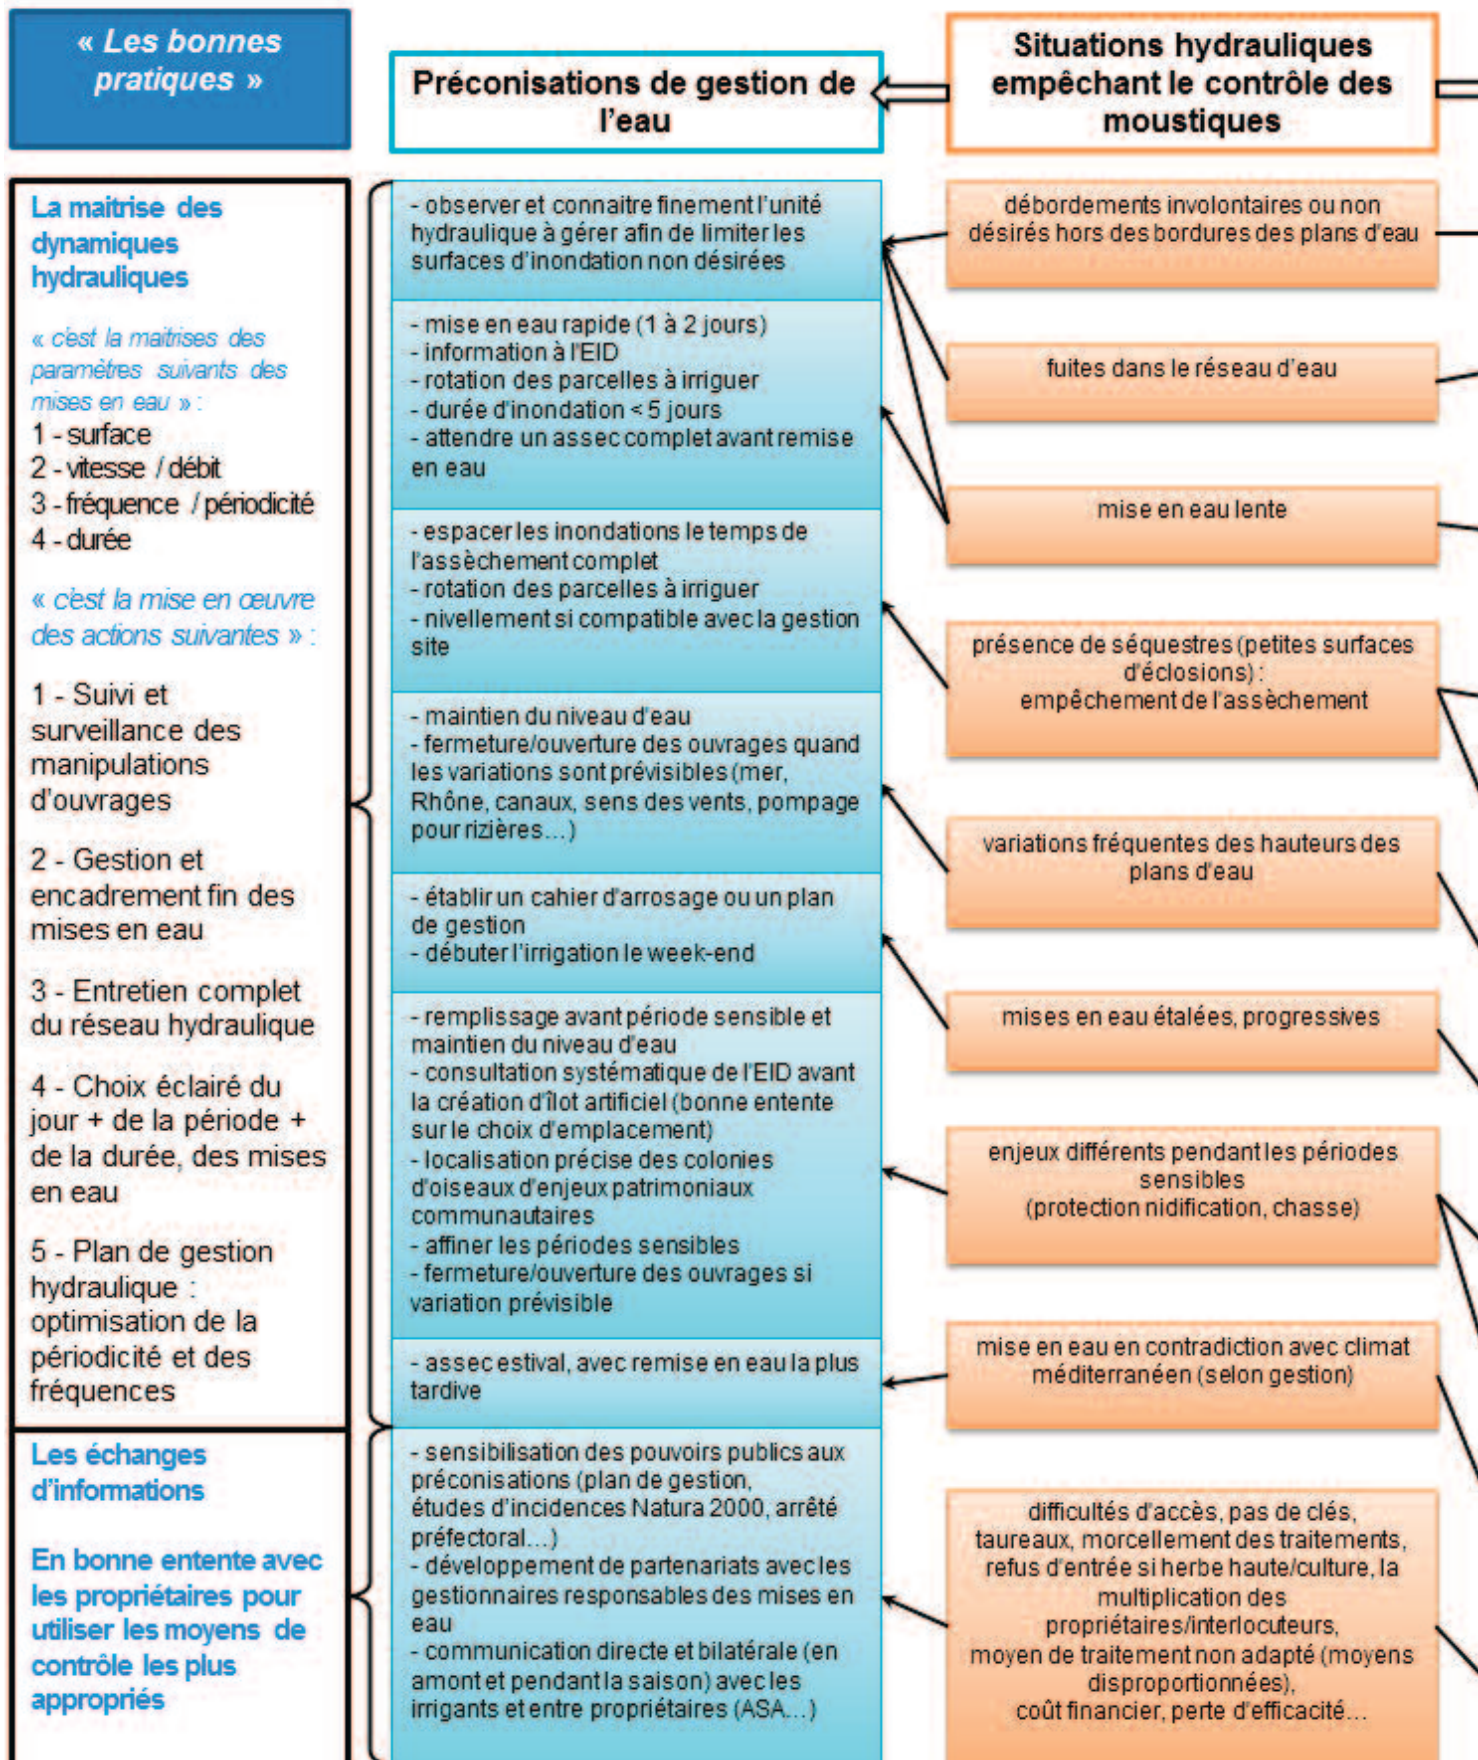 « Les bonnes
pratiques »
Préconisations de gestion de
l'eau
Situations hydrauliques
empêchant le contrôle des
moustiques
La maitrise des
dynamiques
hydrauliques
« c'est la maitrises des
paramètres suivants des
mises en eau » :
1 - surface
2 - vitesse / débit
3 - fréquence / périodicité
4 - durée
« c'est la mise en œuvre
des actions suivantes » :
1 - Suivi et
surveillance des
manipulations
d'ouvrages
2 - Gestion et
encadrement fin des
mises en eau
3 - Entretien complet
du réseau hydraulique
4 - Choix éclairé du
jour + de la période +
de la durée, des mises
en eau
5 - Plan de gestion
hydraulique :
optimisation de la
périodicité et des
fréquences
Les échanges
d'informations
En bonne entente avec
les propriétaires pour
utiliser les moyens de
contrôle les plus
appropriés
- observer et connaitre finement l'unité
hydraulique à gérer afin de limiter les
surfaces d'inondation non désirées
- mise en eau rapide (1 à 2 jours)
- information à l'EID
- rotation des parcelles à irriguer
- durée d'inondation < 5 jours
- attendre un assec complet avant remise
en eau
- espacer les inondations le temps de
l'assèchement complet
- rotation des parcelles à irriguer
- nivellement si compatible avec la gestion
site
- maintien du niveau d'eau
- fermeture/ouverture des ouvrages quand
les variations sont prévisibles (mer,
Rhône, canaux, sens des vents, pompage
pour rizières…)
- établir un cahier d'arrosage ou un plan
de gestion
- débuter l'irrigation le week-end
- remplissage avant période sensible et
maintien du niveau d'eau
- consultation systématique de l'EID avant
la création d'îlot artificiel (bonne entente
sur le choix d'emplacement)
- localisation précise des colonies
d'oiseaux d'enjeux patrimoniaux
communautaires
- affiner les périodes sensibles
- fermeture/ouverture des ouvrages si
variation prévisible
- assec estival, avec remise en eau la plus
tardive
- sensibilisation des pouvoirs publics aux
préconisations (plan de gestion,
études d'incidences Natura 2000, arrêté
préfectoral…)
- développement de partenariats avec les
gestionnaires responsables des mises en
eau
- communication directe et bilatérale (en
amont et pendant la saison) avec les
irrigants et entre propriétaires (ASA…)
débordements involontaires ou non
désirés hors des bordures des plans d'eau
fuites dans le réseau d'eau
mise en eau lente
présence de séquestres (petites surfaces
d'éclosions) :
empêchement de l'assèchement
variations fréquentes des hauteurs des
plans d'eau
mises en eau étalées, progressives
enjeux différents pendant les périodes
sensibles
(protection nidification, chasse)
mise en eau en contradiction avec climat
méditerranéen (selon gestion)
difficultés d'accès, pas de clés,
taureaux, morcellement des traitements,
refus d'entrée si herbe haute/culture, la
multiplication des
propriétaires/interlocuteurs,
moyen de traitement non adapté (moyens
disproportionnées),
coût financier, perte d'efficacité…